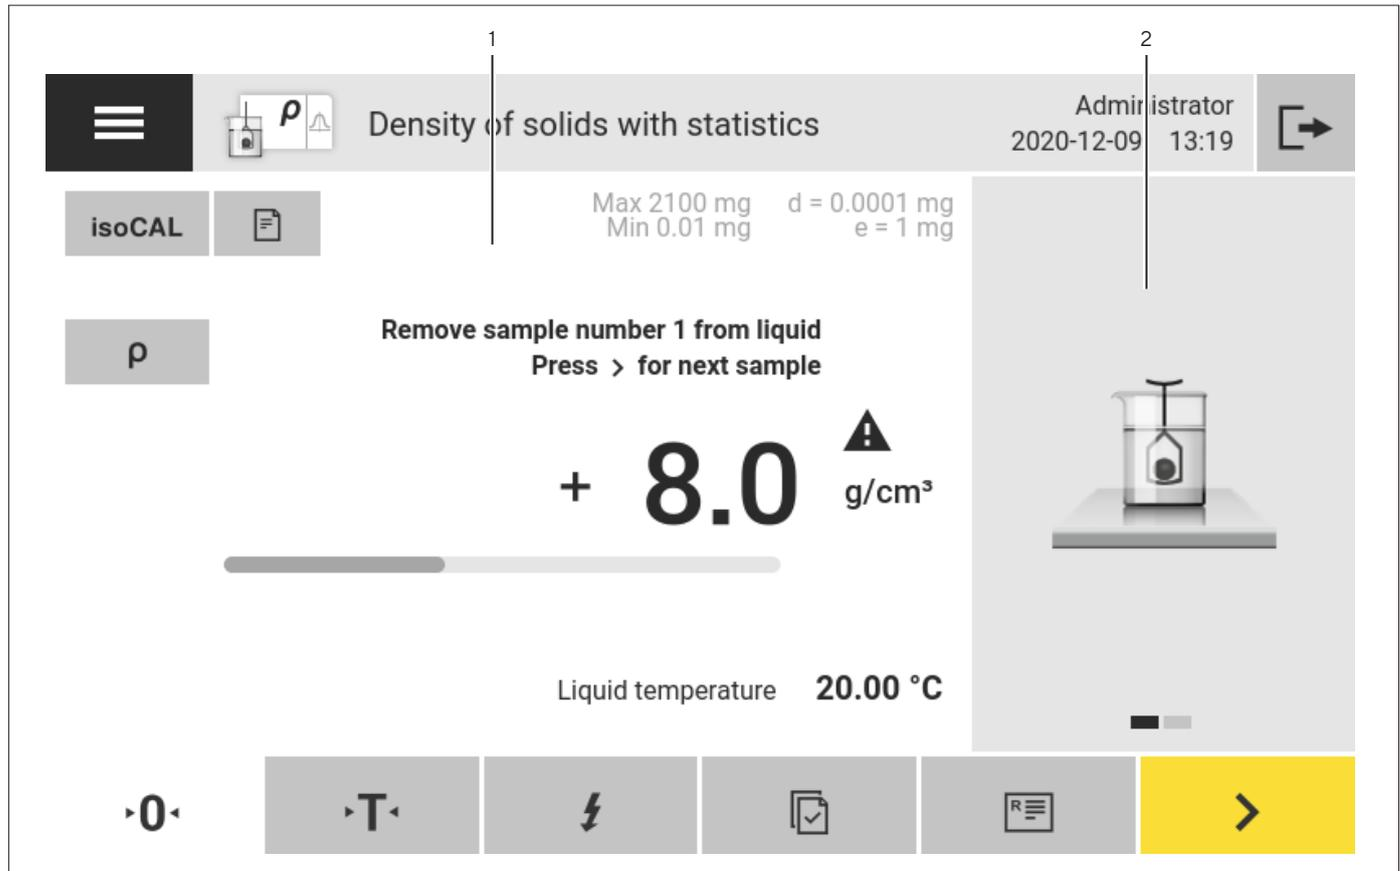 1
2
ρ
Density of solids with statistics
Administrator
2020-12-09 13:19
isoCAL
Max 2100 mg d = 0.0001 mg
Min 0.01 mg e = 1 mg
ρ
Remove sample number 1 from liquid
Press > for next sample
+ 8.0 g/cm³
Liquid temperature 20.00 °C
0
T
R